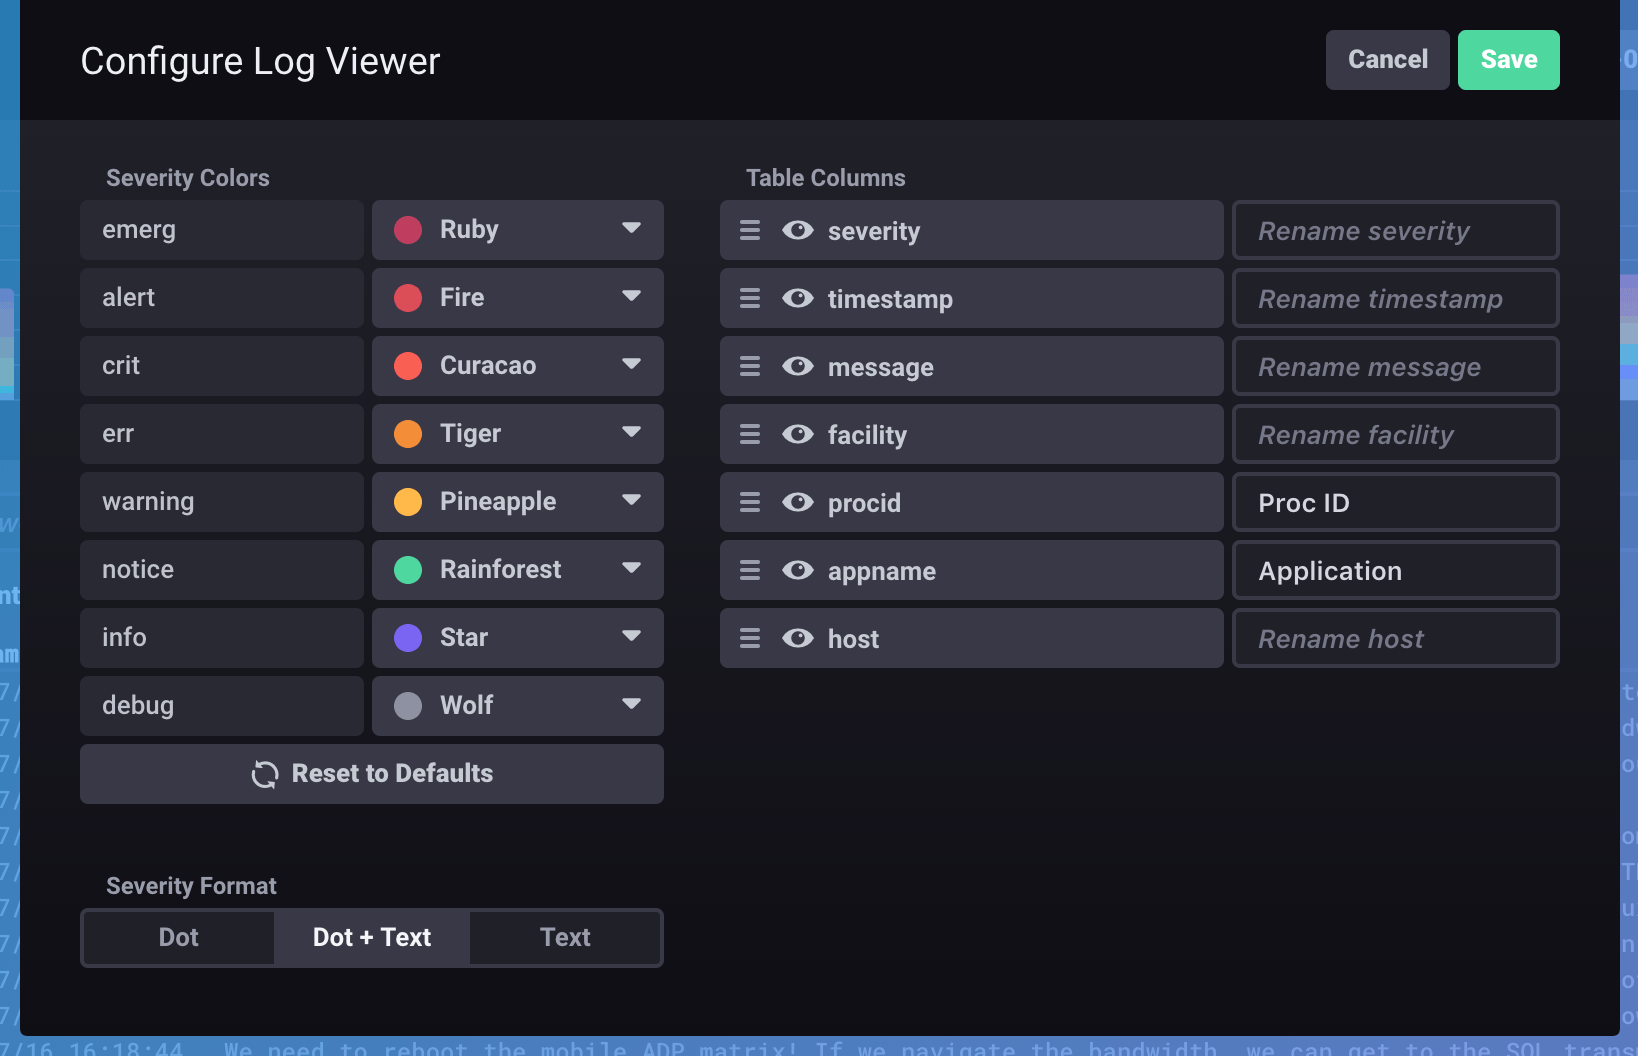 Configure Log Viewer
Cancel
Save
Severity Colors
emerg Ruby
alert Fire
crit Curacao
err Tiger
warning Pineapple
notice Rainforest
info Star
debug Wolf
Reset to Defaults
Severity Format
Dot
Dot + Text
Text
Table Columns
severity Rename severity
timestamp Rename timestamp
message Rename message
facility Rename facility
procid Proc ID
appname Application
host Rename host
7/16 16:18:44 We need to reboot the mobile ADP matrix! If we navigate the bandwidth, we can get to the SQL